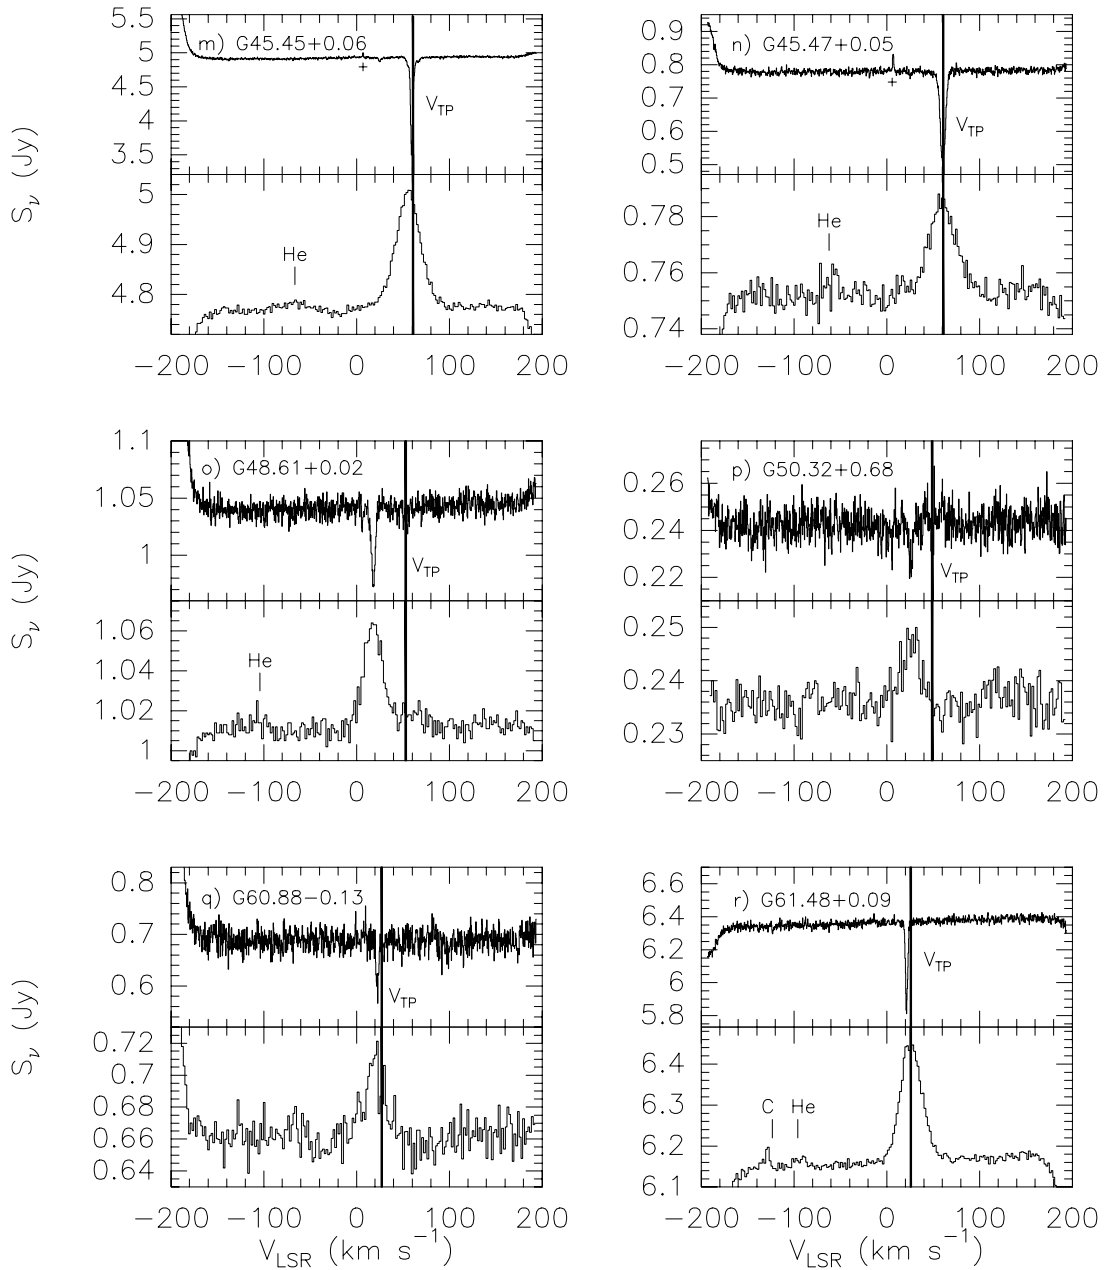 m) G45.45+0.06
5.5
5
4.5
4
3.5
V_TP
S_ν (Jy)
5
4.9
4.8
He
−200 −100 0 100 200
n) G45.47+0.05
0.9
0.8
0.7
0.6
0.5
V_TP
0.78
0.76
0.74
He
−200 −100 0 100 200
o) G48.61+0.02
1.1
1.05
1
V_TP
S_ν (Jy)
1.06
1.04
1.02
1
He
−200 −100 0 100 200
p) G50.32+0.68
0.26
0.24
0.22
V_TP
0.25
0.24
0.23
−200 −100 0 100 200
q) G60.88−0.13
0.8
0.7
0.6
V_TP
S_ν (Jy)
0.72
0.7
0.68
0.66
0.64
−200 −100 0 100 200
V_LSR (km s⁻¹)
r) G61.48+0.09
6.6
6.4
6.2
6
5.8
V_TP
6.4
6.3
6.2
6.1
C He
−200 −100 0 100 200
V_LSR (km s⁻¹)